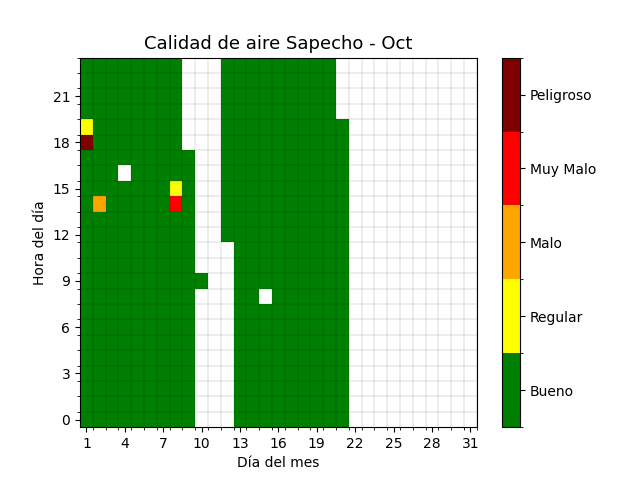 Calidad de aire Sapecho - Oct
Hora del día
21
18
15
12
9
6
3
0
1 4 7 10 13 16 19 22 25 28 31
Día del mes
Peligroso
Muy Malo
Malo
Regular
Bueno